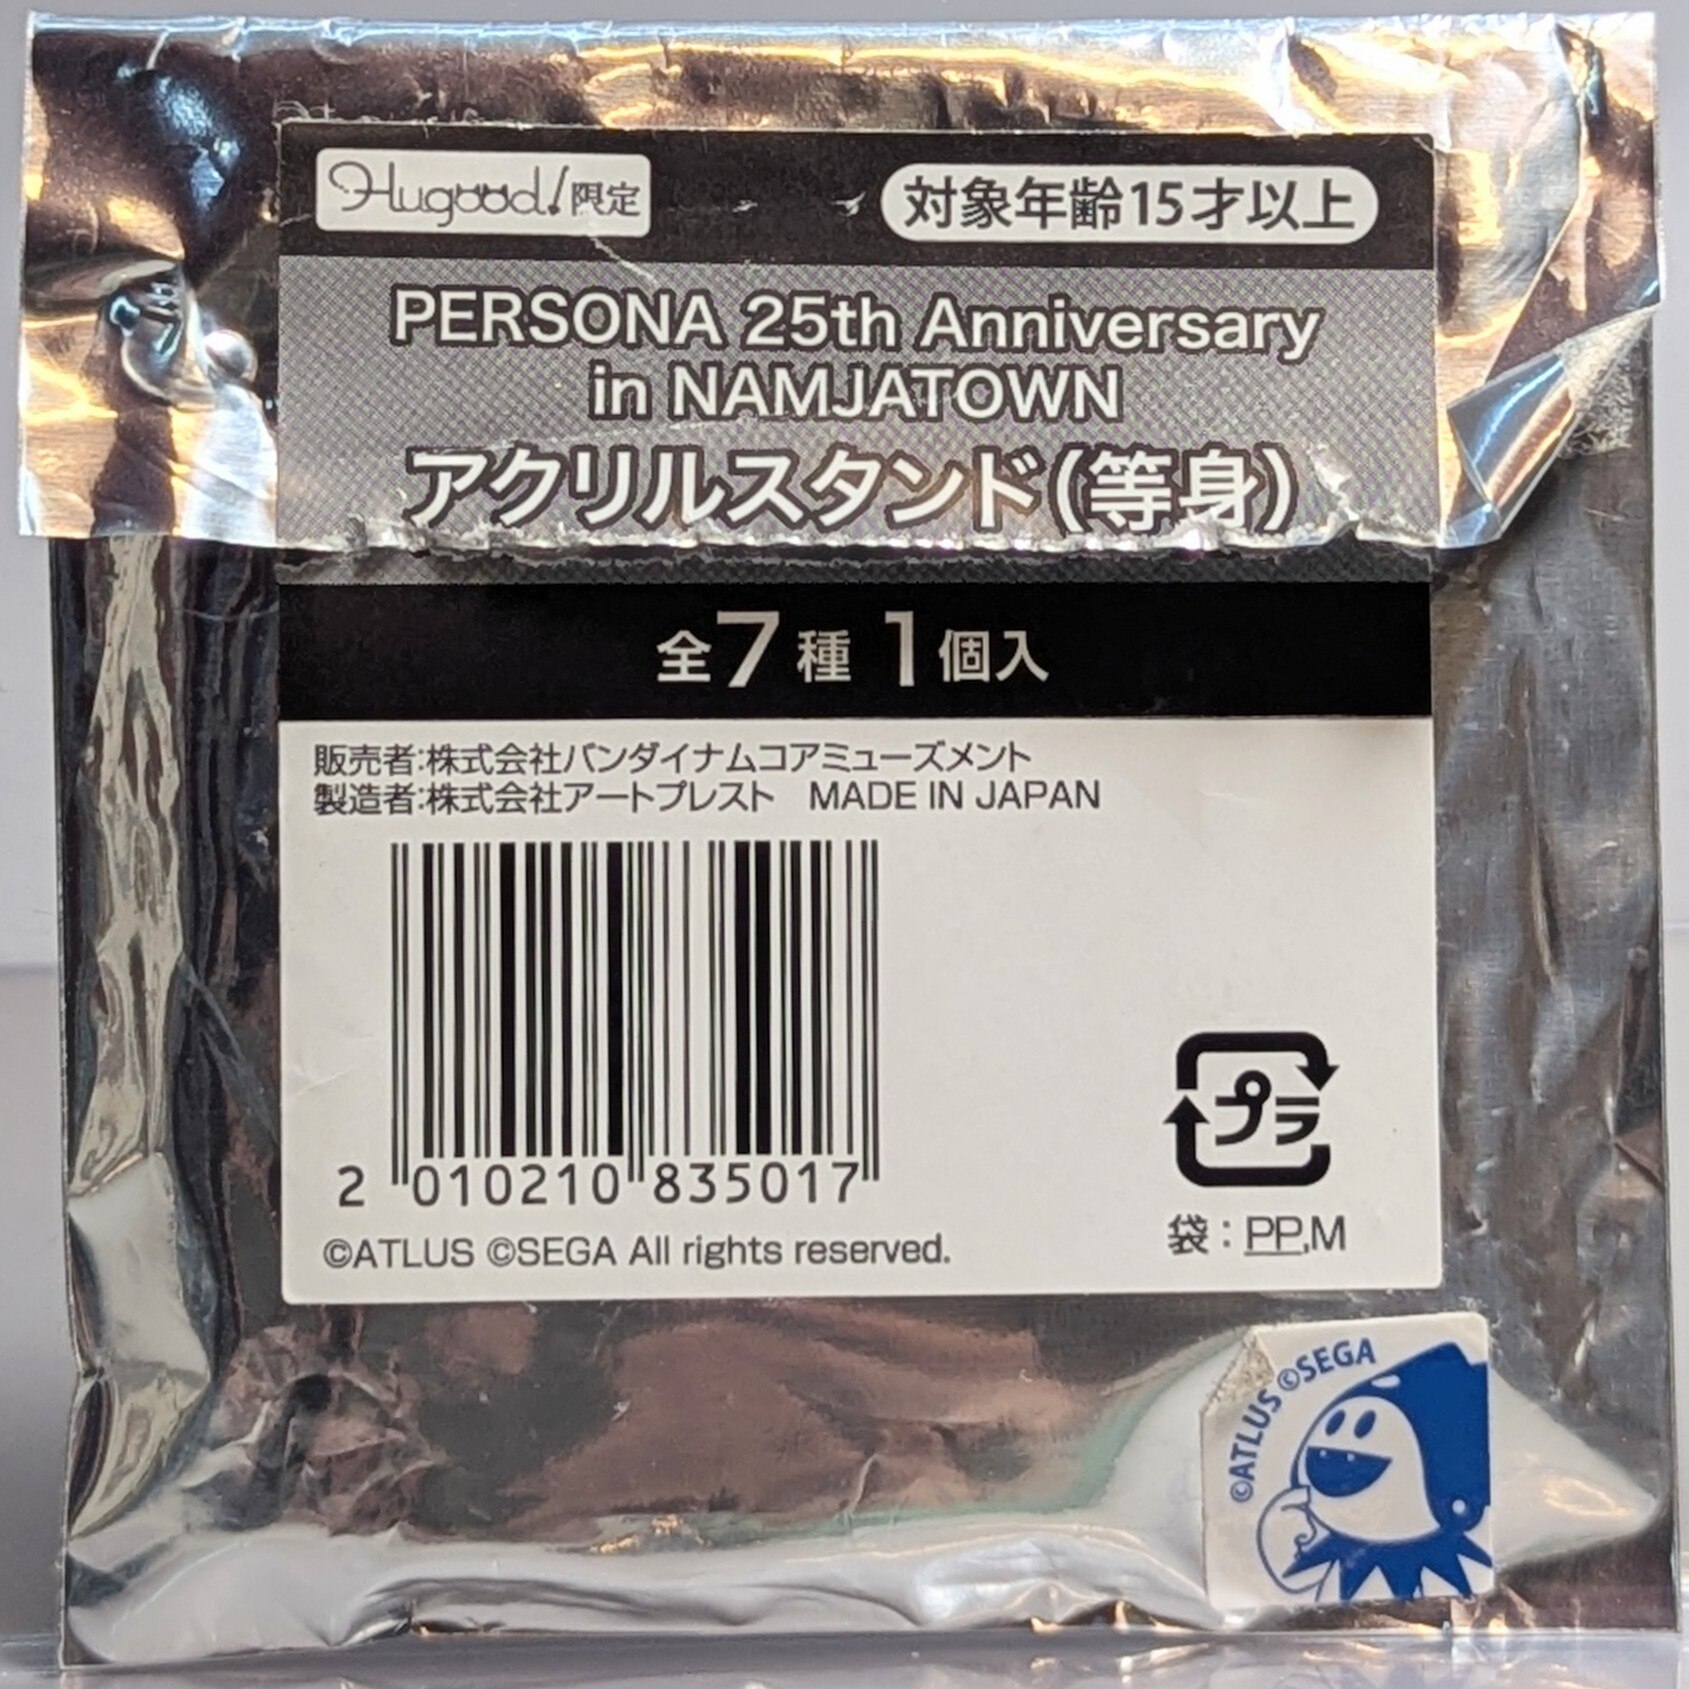 Hugood!限定
対象年齢15才以上
PERSONA 25th Anniversary
in NAMJATOWN
アクリルスタンド(等身)
全7種 1個入
販売者:株式会社バンダイナムコアミューズメント
製造者:株式会社アートプレスト MADE IN JAPAN
2 010210 835017
プラ
袋:PP,M
©ATLUS ©SEGA All rights reserved.
©ATLUS ©SEGA